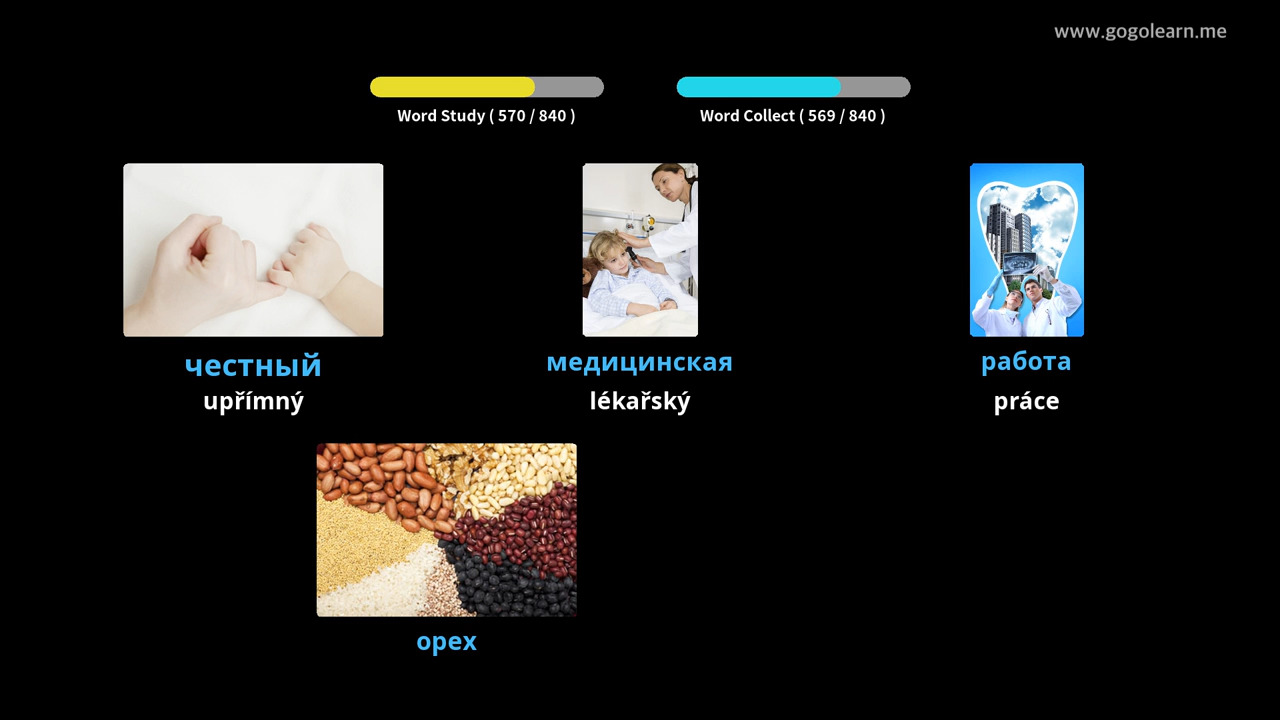 www.gogolearn.me
Word Study ( 570 / 840 )
Word Collect ( 569 / 840 )
честный
медицинская
работа
upřímný
lékařský
práce
орех